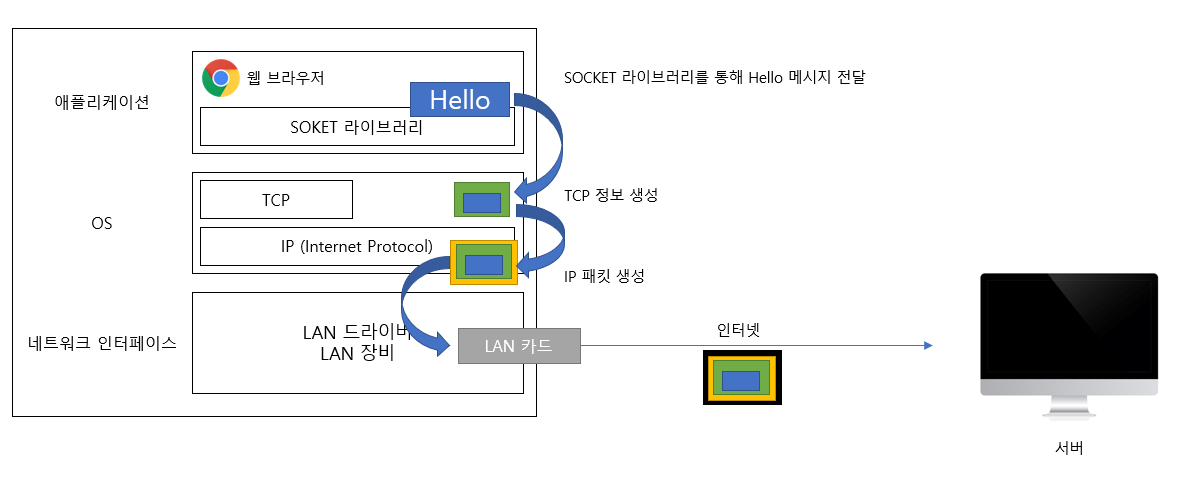 웹 브라우저
SOCKET 라이브러리를 통해 Hello 메시지 전달
애플리케이션
Hello
SOKET 라이브러리
TCP
TCP 정보 생성
OS
IP (Internet Protocol)
IP 패킷 생성
LAN 드라이버
인터넷
네트워크 인터페이스
LAN 장비
LAN 카드
서버